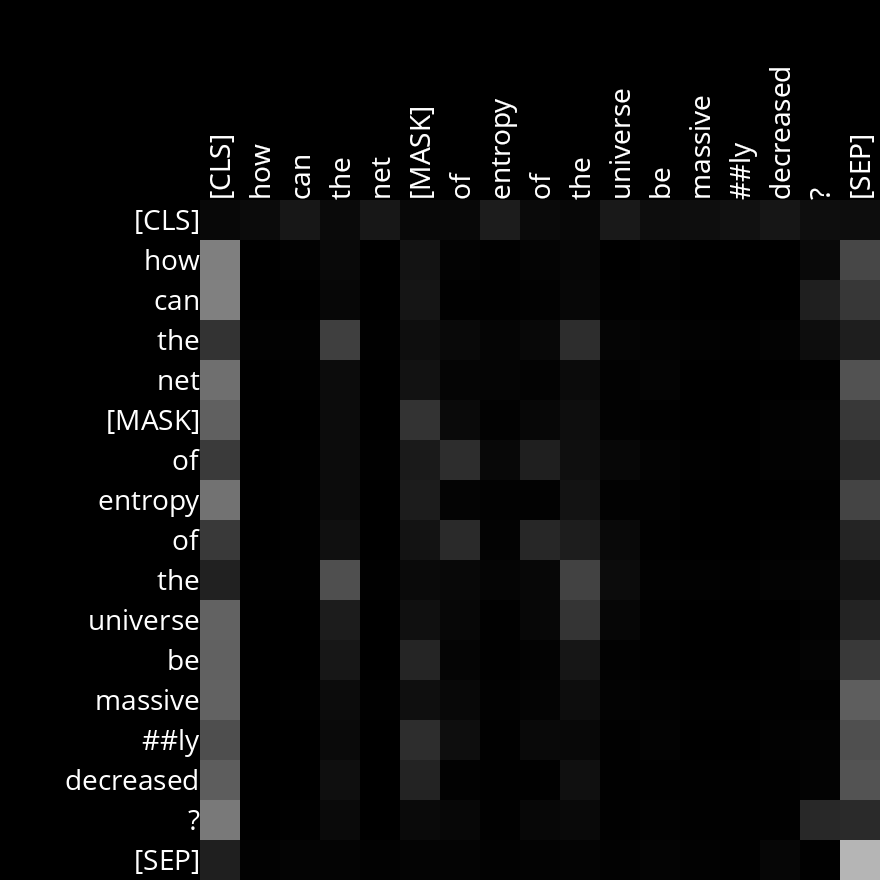 [CLS] how can the net [MASK] of entropy of the universe be massive ##ly decreased ? [SEP]
[CLS]
how
can
the
net
[MASK]
of
entropy
of
the
universe
be
massive
##ly
decreased
?
[SEP]